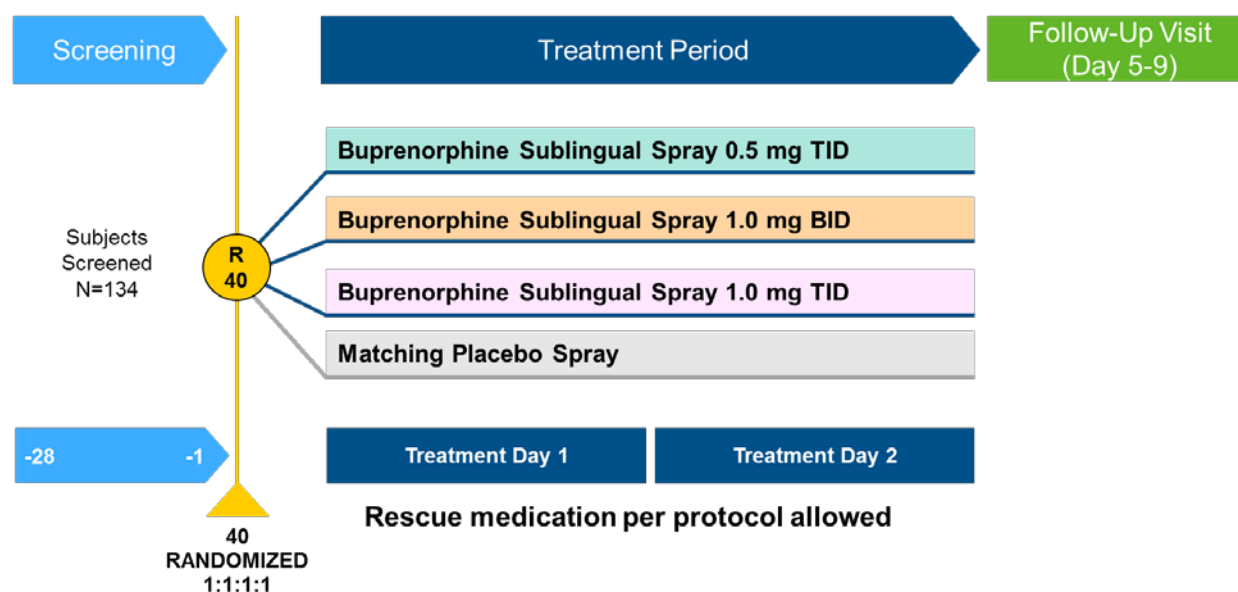 Screening
Treatment Period
Follow-Up Visit
(Day 5-9)
Buprenorphine Sublingual Spray 0.5 mg TID
Buprenorphine Sublingual Spray 1.0 mg BID
Subjects
Screened
N=134
R
40
Buprenorphine Sublingual Spray 1.0 mg TID
Matching Placebo Spray
-28
-1
Treatment Day 1
Treatment Day 2
Rescue medication per protocol allowed
40
RANDOMIZED
1:1:1:1